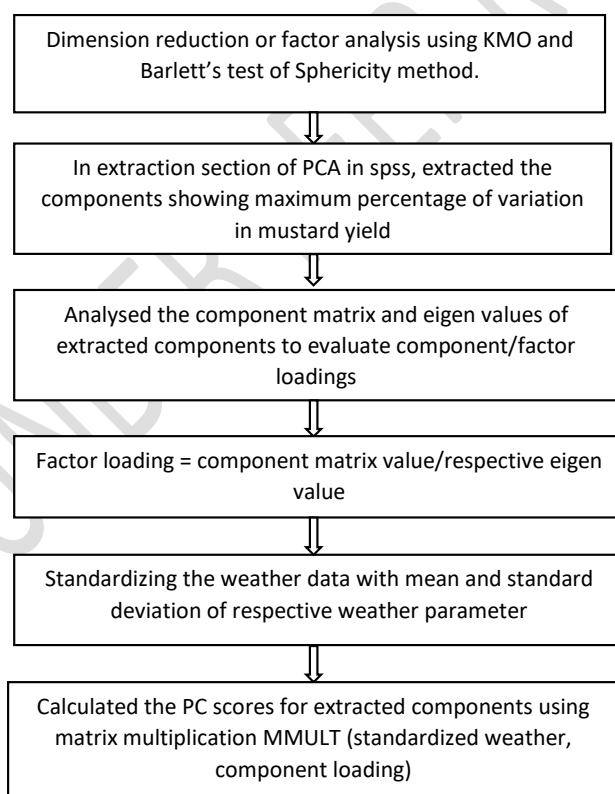 Dimension reduction or factor analysis using KMO and
Barlett’s test of Sphericity method.
In extraction section of PCA in spss, extracted the
components showing maximum percentage of variation
in mustard yield
Analysed the component matrix and eigen values of
extracted components to evaluate component/factor
loadings
Factor loading = component matrix value/respective eigen
value
Standardizing the weather data with mean and standard
deviation of respective weather parameter
Calculated the PC scores for extracted components using
matrix multiplication MMULT (standardized weather,
component loading)